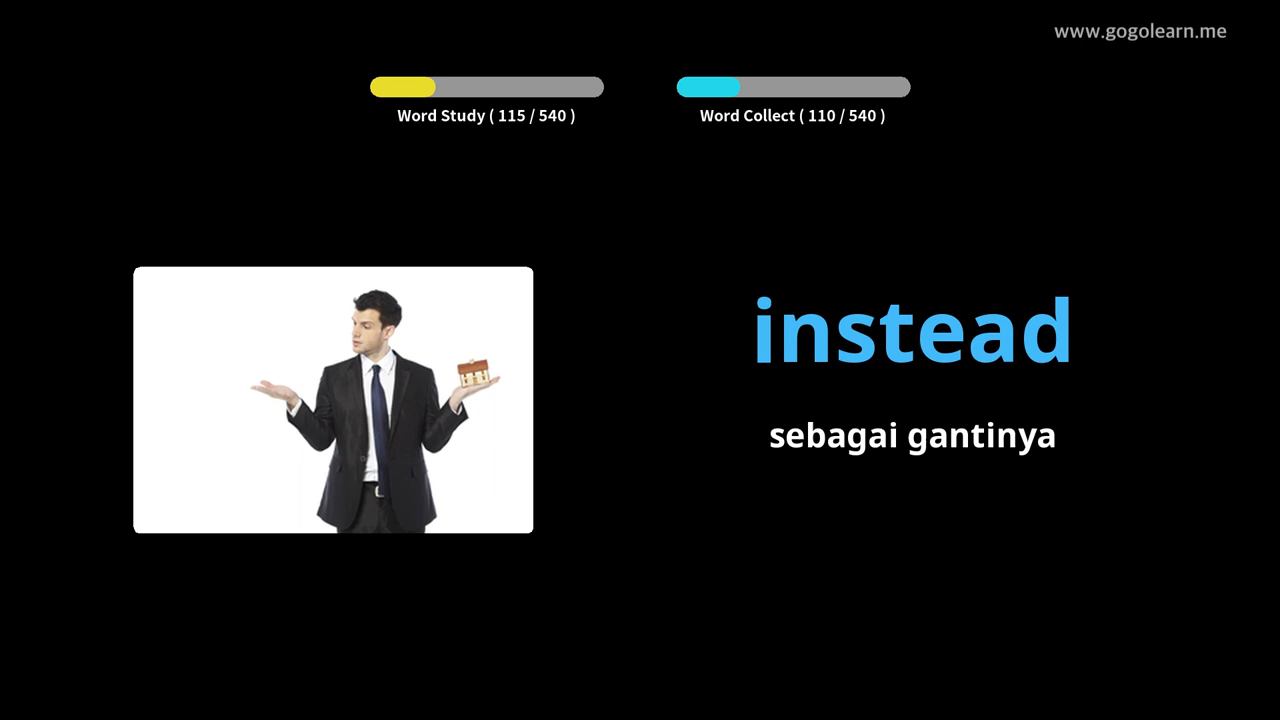 www.gogolearn.me
Word Study ( 115 / 540 )
Word Collect ( 110 / 540 )
instead
sebagai gantinya